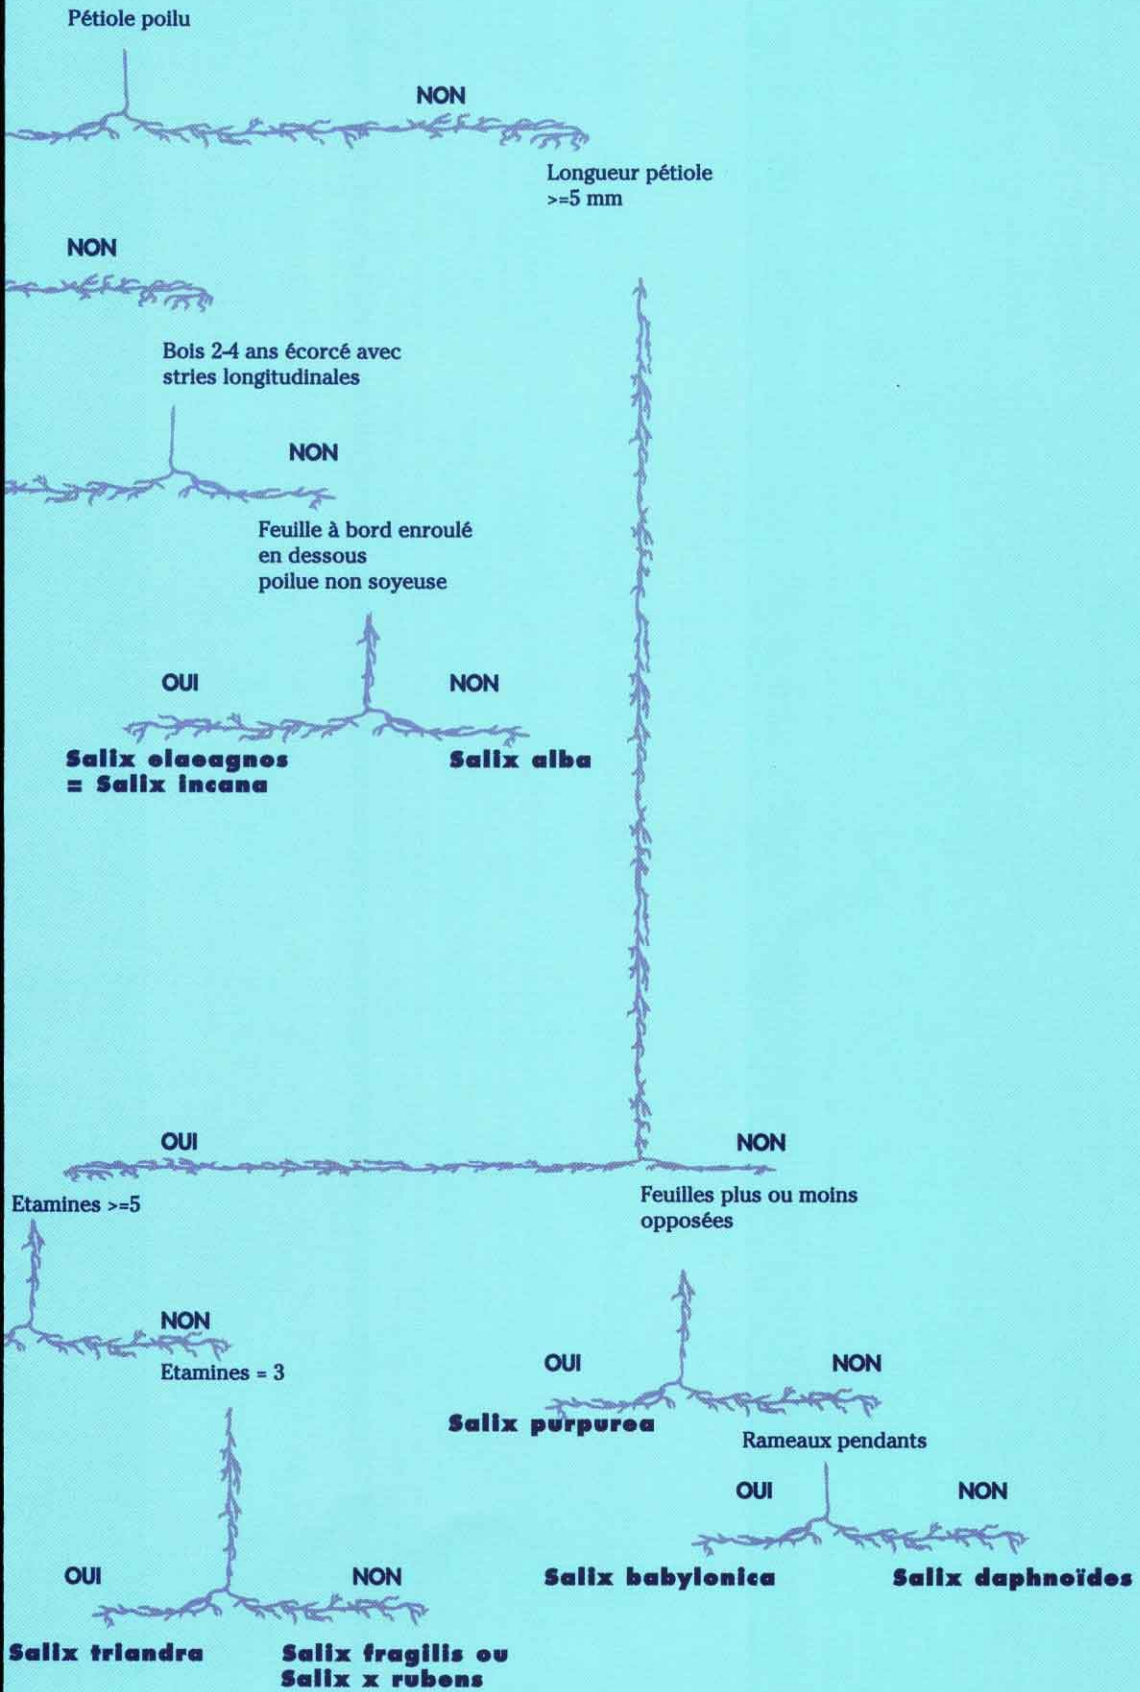 Pétiole poilu
NON
Longueur pétiole
>=5 mm
NON
Bois 2-4 ans écorcé avec
stries longitudinales
NON
Feuille à bord enroulé
en dessous
poilue non soyeuse
OUI
NON
Salix elaeagnos
= Salix incana
Salix alba
OUI
NON
Etamines >=5
Feuilles plus ou moins
opposées
NON
Etamines = 3
OUI
NON
Salix purpurea
Rameaux pendants
OUI
NON
Salix babylonica
Salix daphnoïdes
OUI
NON
Salix triandra
Salix fragilis ou
Salix x rubens